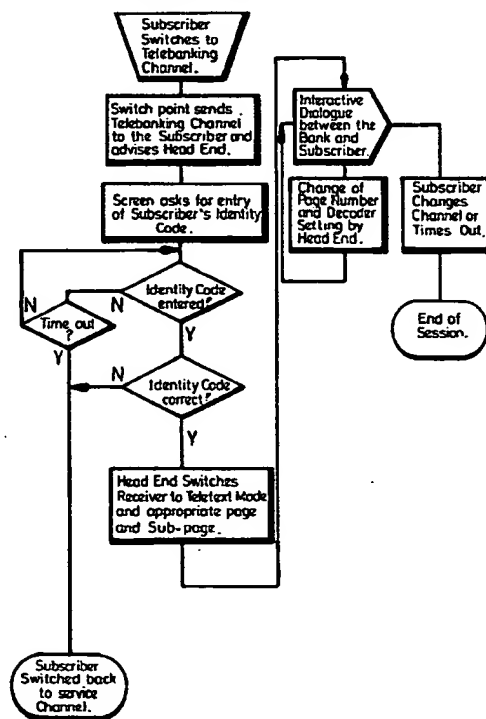 Subscriber
Switches to
Telebanking
Channel.
Switch point sends
Telebanking Channel
to the Subscriber and
advises Head End.
Screen asks for entry
of Subscriber's Identity
Code.
Identity Code
entered?
N
N
Time out
?
Y
Y
Identity Code
correct?
N
Y
Head End Switches
Receiver to Teletext Mode
and appropriate page
and Sub-page.
Subscriber
Switched back
to service
Channel.
Interactive
Dialogue
between the
Bank and
Subscriber.
Change of
Page Number
and Decoder
Setting by
Head End.
Subscriber
Changes
Channel or
Times Out.
End of
Session.